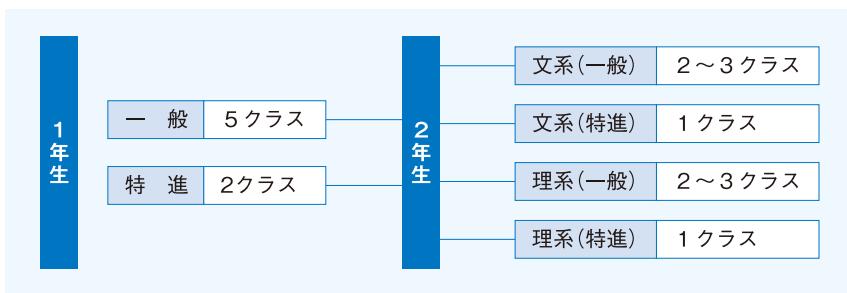 1年生
一般 5クラス
特進 2クラス
2年生
文系(一般) 2〜3クラス
文系(特進) 1クラス
理系(一般) 2〜3クラス
理系(特進) 1クラス